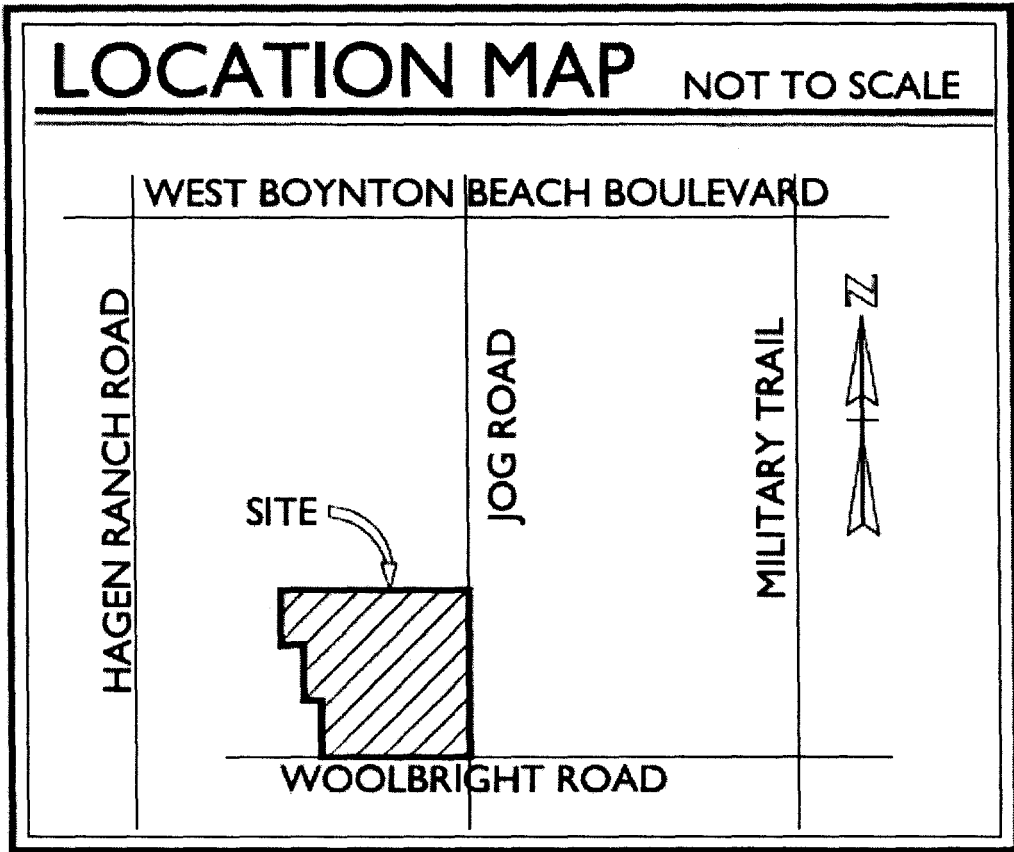 LOCATION MAP NOT TO SCALE
WEST BOYNTON BEACH BOULEVARD
HAGEN RANCH ROAD
JOG ROAD
MILITARY TRAIL
N
SITE
WOOLBRIGHT ROAD